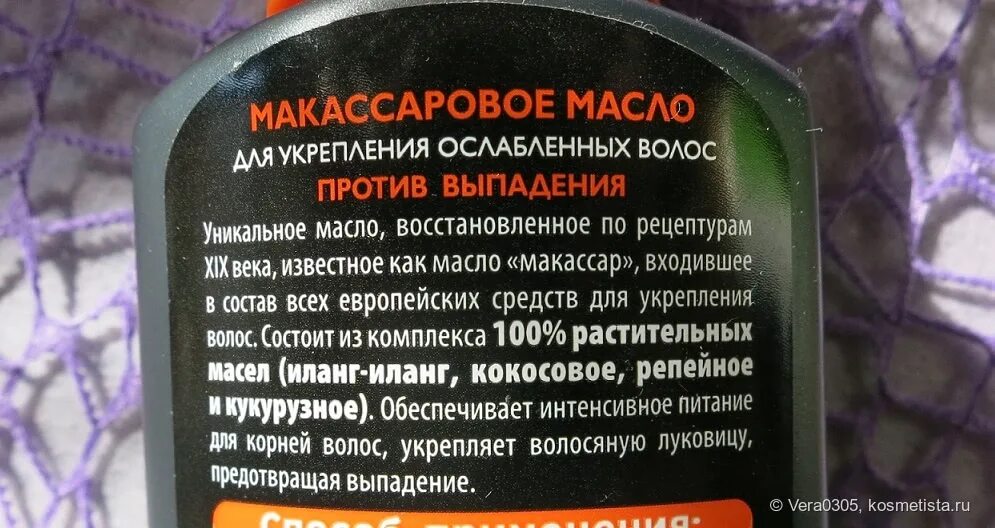 МАКАССАРОВОЕ МАСЛО
ДЛЯ УКРЕПЛЕНИЯ ОСЛАБЛЕННЫХ ВОЛОС
ПРОТИВ ВЫПАДЕНИЯ
Уникальное масло, восстановленное по рецептурам
XIX века, известное как масло «макассар», входившее
в состав всех европейских средств для укрепления
волос. Состоит из комплекса 100% растительных
масел (иланг-иланг, кокосовое, репейное
и кукурузное). Обеспечивает интенсивное питание
для корней волос, укрепляет волосяную луковицу,
предотвращая выпадение.
Способ применения:
© Vera0305, kosmetista.ru